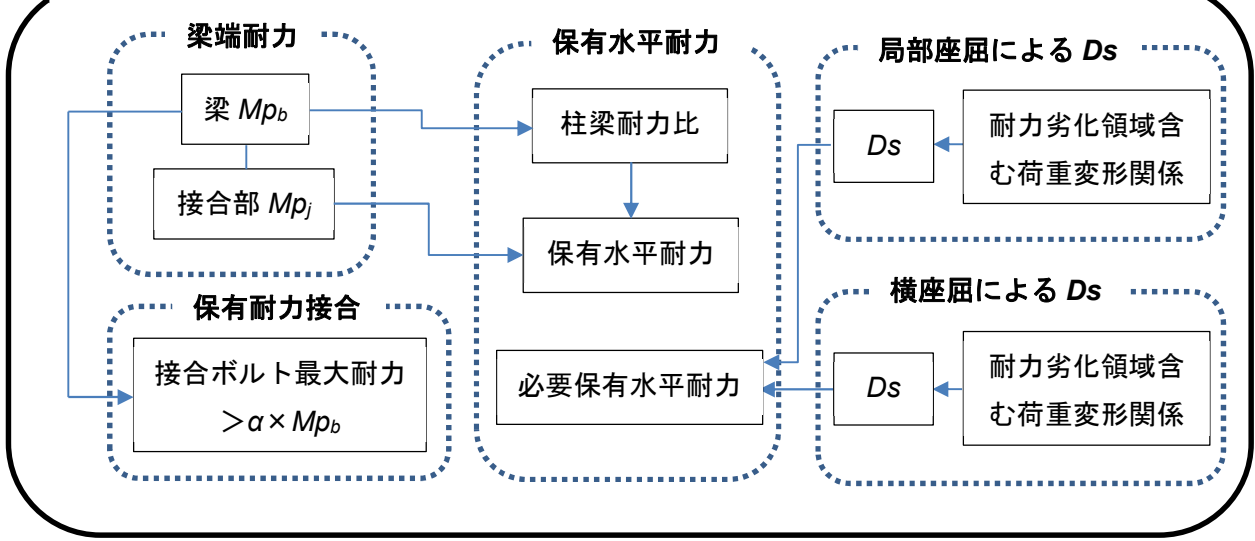 梁端耐力
梁 Mpb
接合部 Mpj
保有耐力接合
接合ボルト最大耐力
＞α× Mpb
保有水平耐力
柱梁耐力比
保有水平耐力
必要保有水平耐力
局部座屈による Ds
Ds
耐力劣化領域含
む荷重変形関係
横座屈による Ds
Ds
耐力劣化領域含
む荷重変形関係